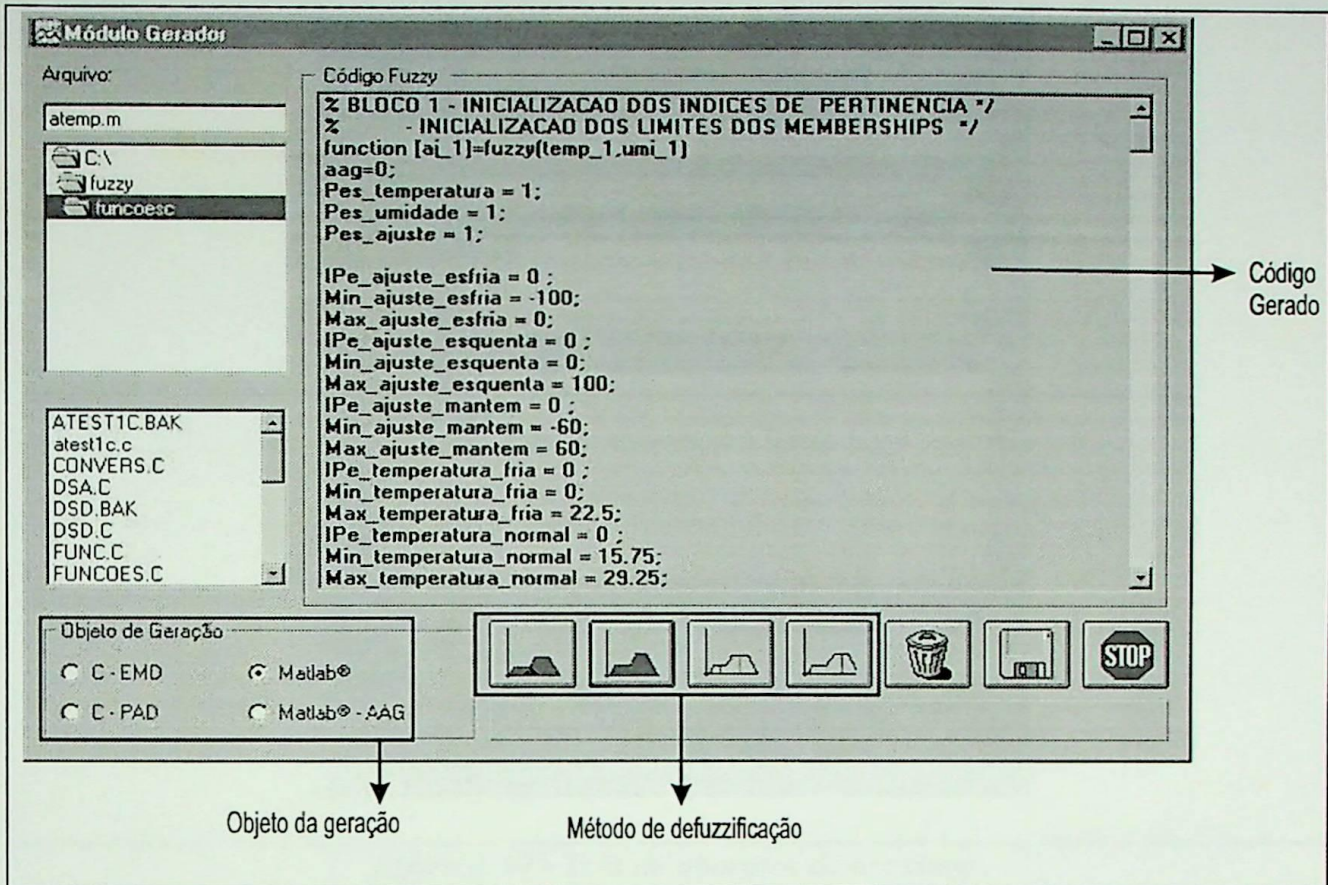 Módulo Gerador
Arquivo:
atemp.m
C:\
fuzzy
funcoesc
ATEST1C.BAK
atest1c.c
CONVERS.C
DSA.C
DSD.BAK
DSD.C
FUNC.C
FUNCOES.C
Código Fuzzy
% BLOCO 1 - INICIALIZACAO DOS INDICES DE PERTINENCIA */
% - INICIALIZACAO DOS LIMITES DOS MEMBERSHIPS */
function [aj_1]=fuzzy(temp_1,umi_1)
aag=0;
Pes_temperatura = 1;
Pes_umidade = 1;
Pes_ajuste = 1;
IPe_ajuste_esfria = 0 ;
Min_ajuste_esfria = -100;
Max_ajuste_esfria = 0;
IPe_ajuste_esquenta = 0 ;
Min_ajuste_esquenta = 0;
Max_ajuste_esquenta = 100;
IPe_ajuste_mantem = 0 ;
Min_ajuste_mantem = -60;
Max_ajuste_mantem = 60;
IPe_temperatura_fria = 0 ;
Min_temperatura_fria = 0;
Max_temperatura_fria = 22.5;
IPe_temperatura_normal = 0 ;
Min_temperatura_normal = 15.75;
Max_temperatura_normal = 29.25;
Código
Gerado
Objeto de Geração
C - EMD
Matlab®
C - PAD
Matlab® - AAG
STOP
Objeto da geração
Método de defuzzificação